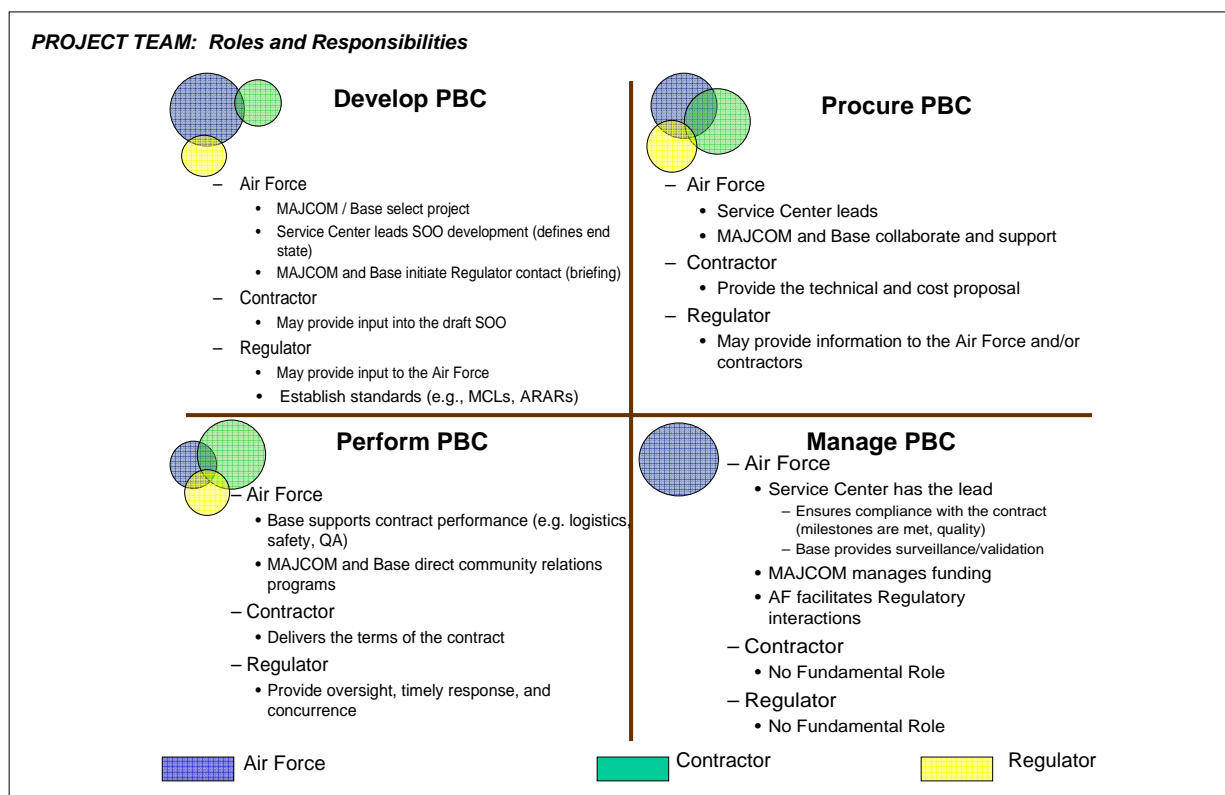 PROJECT TEAM: Roles and Responsibilities
Develop PBC
– Air Force
• MAJCOM / Base select project
• Service Center leads SOO development (defines end
state)
• MAJCOM and Base initiate Regulator contact (briefing)
– Contractor
• May provide input into the draft SOO
– Regulator
• May provide input to the Air Force
• Establish standards (e.g., MCLs, ARARs)
Procure PBC
– Air Force
• Service Center leads
• MAJCOM and Base collaborate and support
– Contractor
• Provide the technical and cost proposal
– Regulator
• May provide information to the Air Force and/or
contractors
Perform PBC
– Air Force
• Base supports contract performance (e.g. logistics,
safety, QA)
• MAJCOM and Base direct community relations
programs
– Contractor
• Delivers the terms of the contract
– Regulator
• Provide oversight, timely response, and
concurrence
Manage PBC
– Air Force
• Service Center has the lead
– Ensures compliance with the contract
(milestones are met, quality)
– Base provides surveillance/validation
• MAJCOM manages funding
• AF facilitates Regulatory
interactions
– Contractor
• No Fundamental Role
– Regulator
• No Fundamental Role
Air Force
Contractor
Regulator